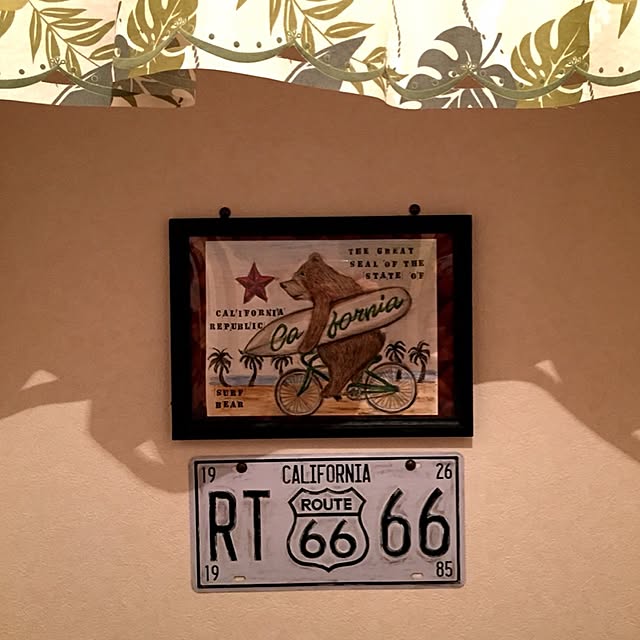 THE GREAT
SEAL OF THE
STATE OF
CALIFORNIA
REPUBLIC
California
SURF
BEAR
19 CALIFORNIA 26
RT ROUTE 66 66
19 85